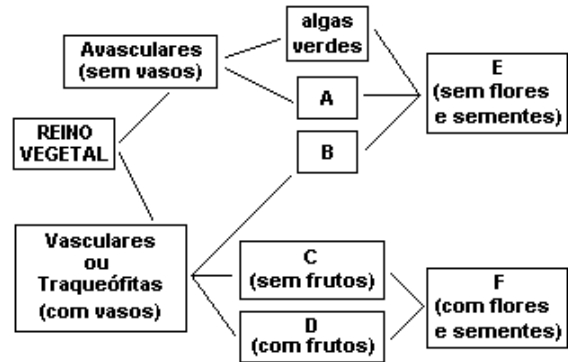 algas
verdes
Avasculares
(sem vasos)
E
(sem flores
e sementes)
A
REINO
VEGETAL
B
Vasculares
ou
Traqueófitas
(com vasos)
C
(sem frutos)
D
(com frutos)
F
(com flores
e sementes)